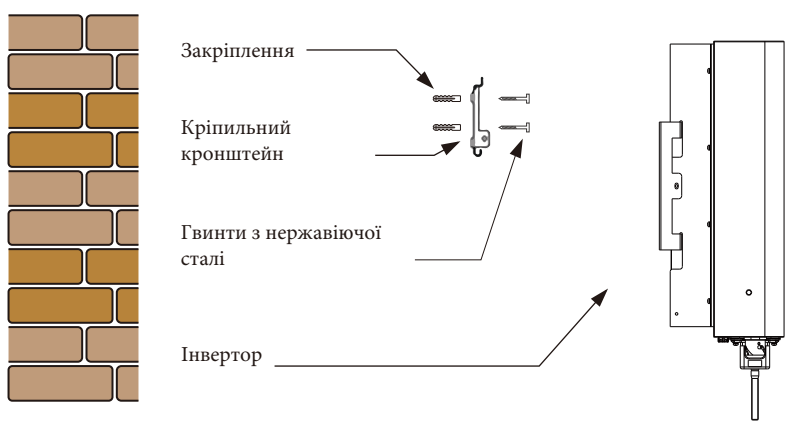 Закріплення
Кріпильний
кронштейн
Гвинти з нержавіючої
сталі
Інвертор